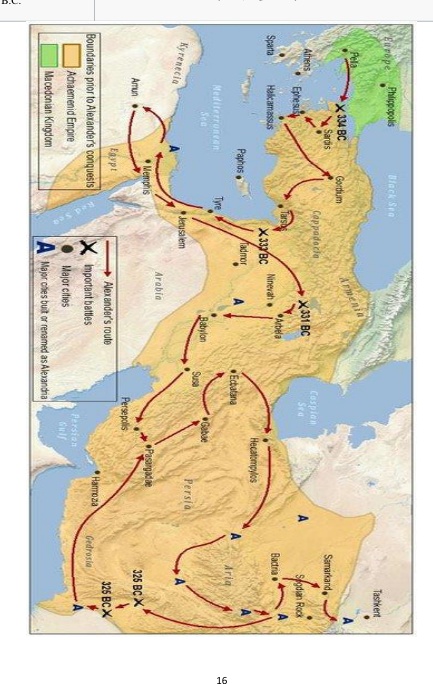 B.C.
Europe
Philippopolis
Pella
Athens
Sparta
Ephesus
Sardis
334 BC
Halicarnassus
Gordium
Black Sea
Mediterranean
Sea
Kyrenecia
Paphos
Tarsus
Cappadocia
Armenia
333 BC
Tyre
Tadmor
Jerusalem
Amun
Memphis
Egypt
Red Sea
A
Arabia
Ninevah
331 BC
Arbela
A
Babylon
Caspian
Sea
Susa
Ecbatana
Hecatompylos
Gabae
Persepolis
Pasargadae
Persian
Gulf
Harmozia
Persia
Gedrosia
Aria
A
A
A
A
A
A
A
Bactria
Samarkand
Sogdian Rock
Tashkent
326 BC
325 BC
Boundaries prior to Alexander's conquests
Achaemenid Empire
Macedonian Kingdom
Alexander's route
Important battles
Major cities
A Major cities built or renamed as Alexandria
16